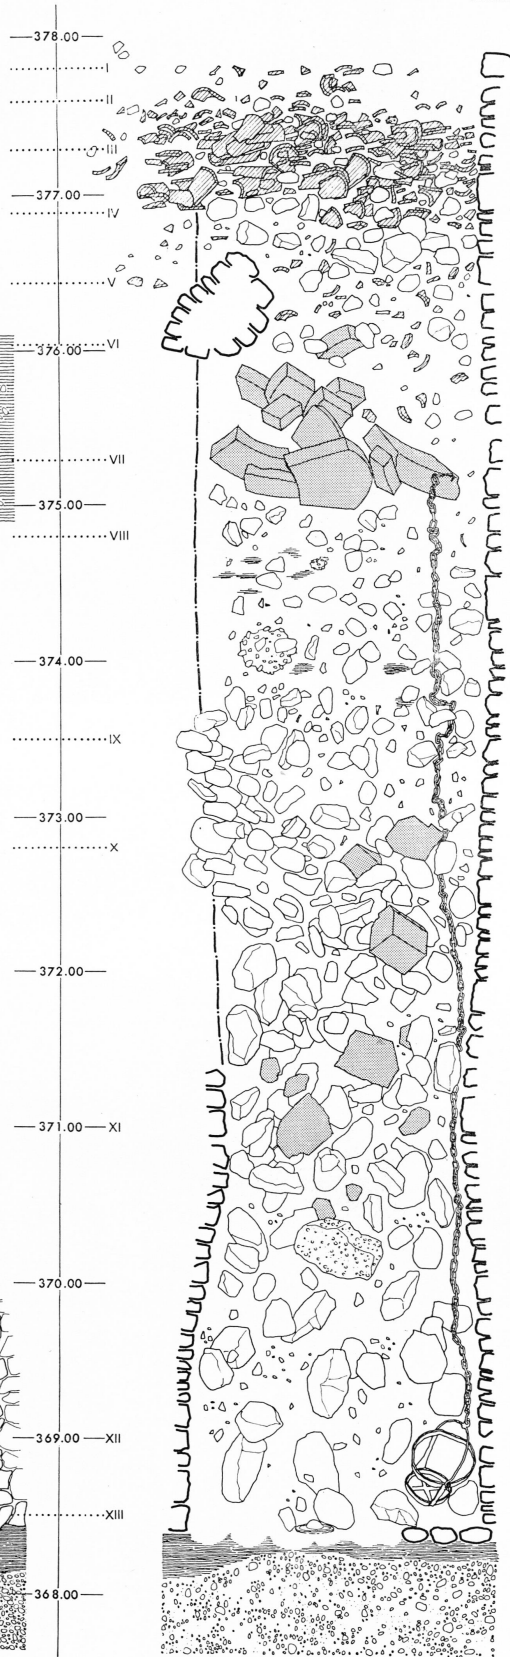 378.00
I
II
III
377.00
IV
V
VI
376.00
VII
375.00
VIII
374.00
IX
373.00
X
372.00
371.00 XI
370.00
369.00 XII
XIII
368.00